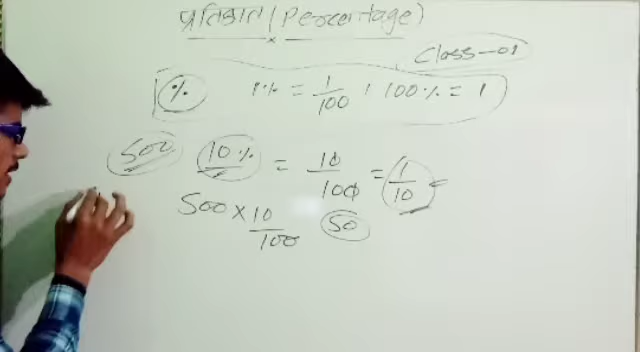 प्रतिशत (Percentage)
Class-01
% 1% = 1/100, 100% = 1
500 10% = 10/100 = 1/10 =
500 × 10/100 50